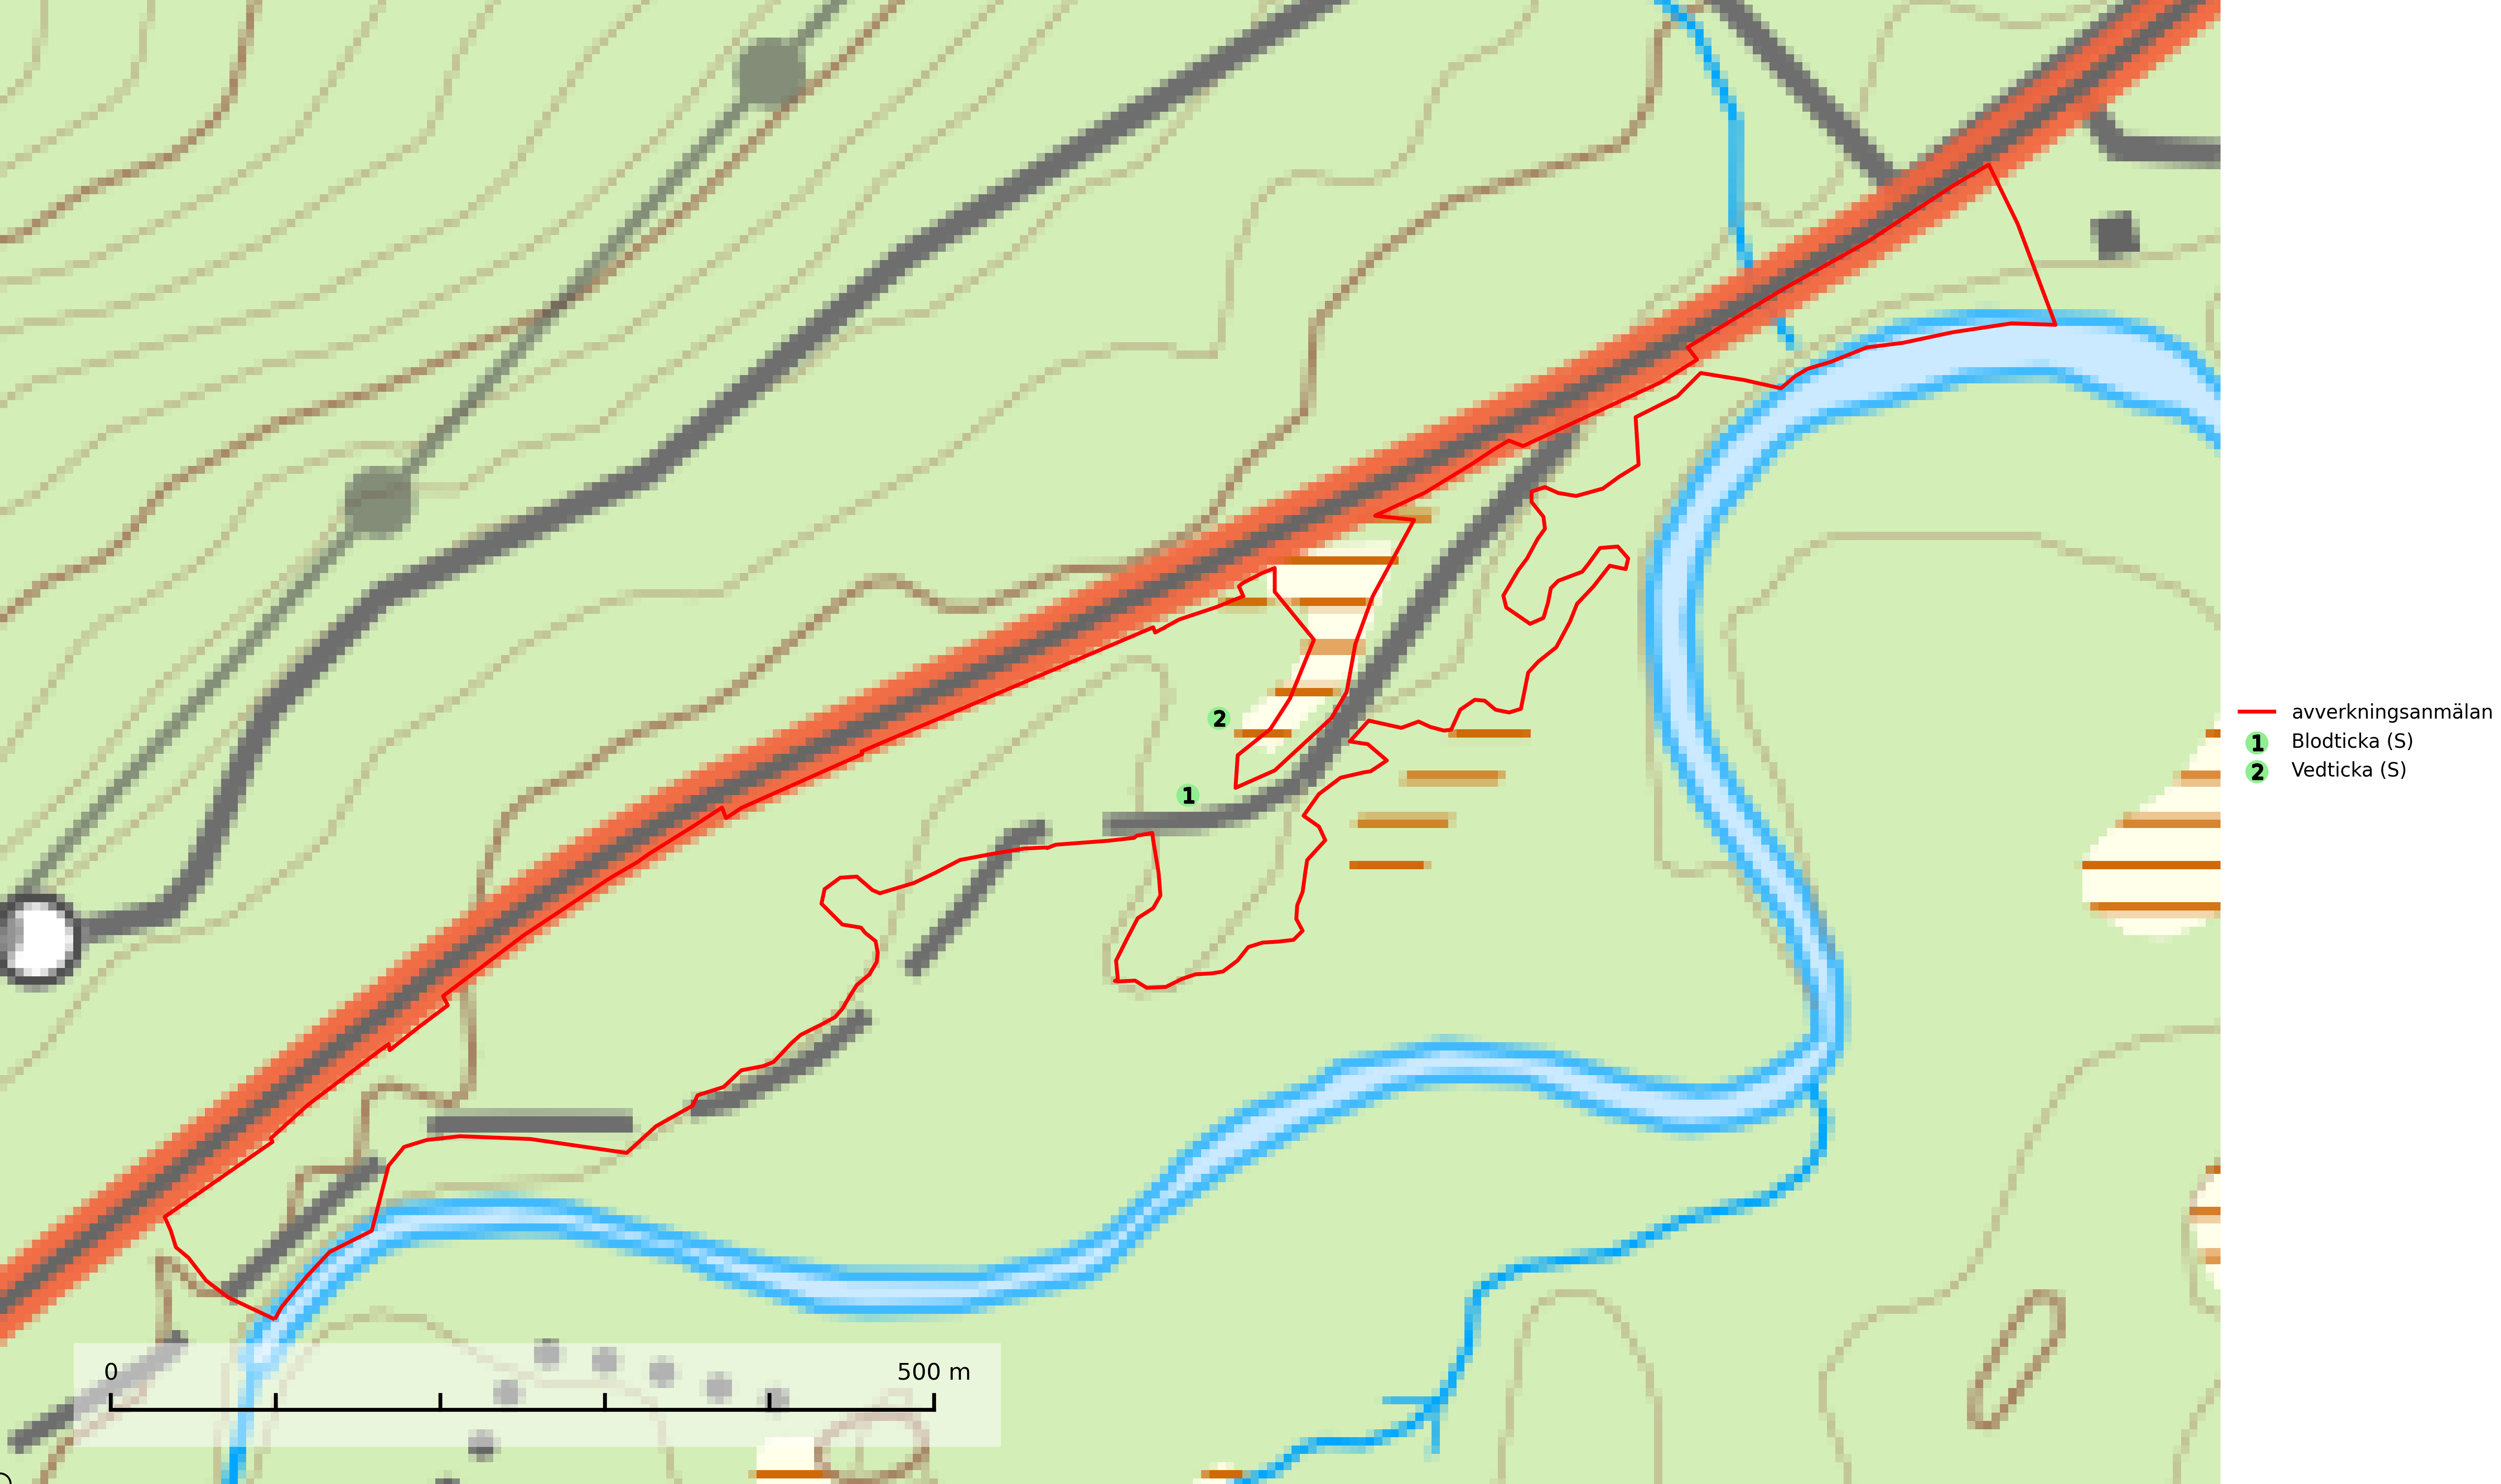 2
1
avverkningsanmälan
1 Blodticka (S)
2 Vedticka (S)
0 500 m